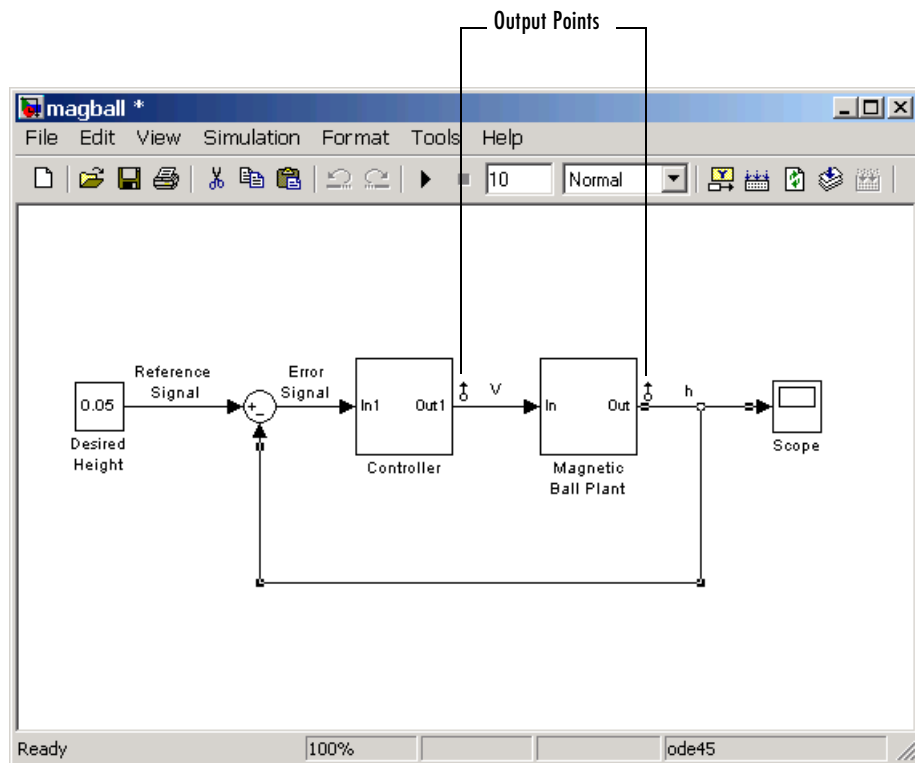 Output Points
magball *
File Edit View Simulation Format Tools Help
10 Normal
Reference
Signal
Error
Signal
0.05
+
−
In1 Out1
V
In Out
h
Desired
Height
Controller
Magnetic
Ball Plant
Scope
Ready 100% ode45